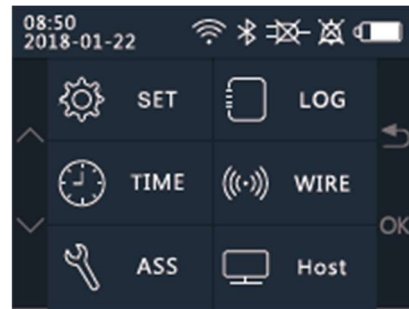 08:50
2018-01-22
SET LOG
TIME WIRE
OK
ASS Host